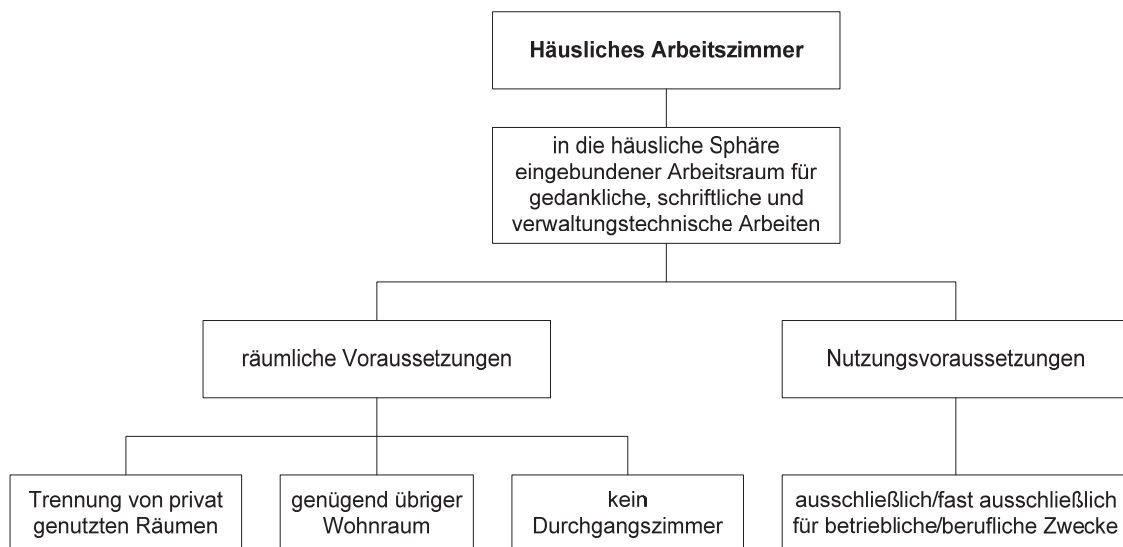 Häusliches Arbeitszimmer
in die häusliche Sphäre
eingebundener Arbeitsraum für
gedankliche, schriftliche und
verwaltungstechnische Arbeiten
räumliche Voraussetzungen
Nutzungsvoraussetzungen
Trennung von privat
genutzten Räumen
genügend übriger
Wohnraum
kein
Durchgangszimmer
ausschließlich/fast ausschließlich
für betriebliche/berufliche Zwecke